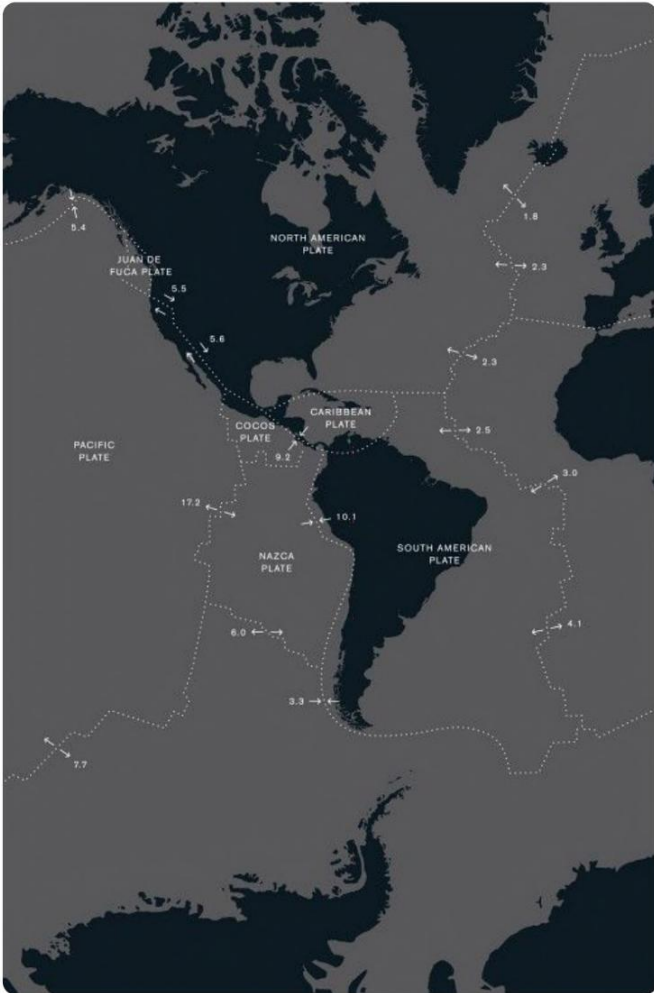 1.8
5.4
NORTH AMERICAN
PLATE
JUAN DE
FUCA PLATE
2.3
5.5
5.6
2.3
CARIBBEAN
PLATE
COCOS
PLATE
2.5
PACIFIC
PLATE
9.2
3.0
17.2
10.1
SOUTH AMERICAN
PLATE
NAZCA
PLATE
4.1
6.0
3.3
7.7